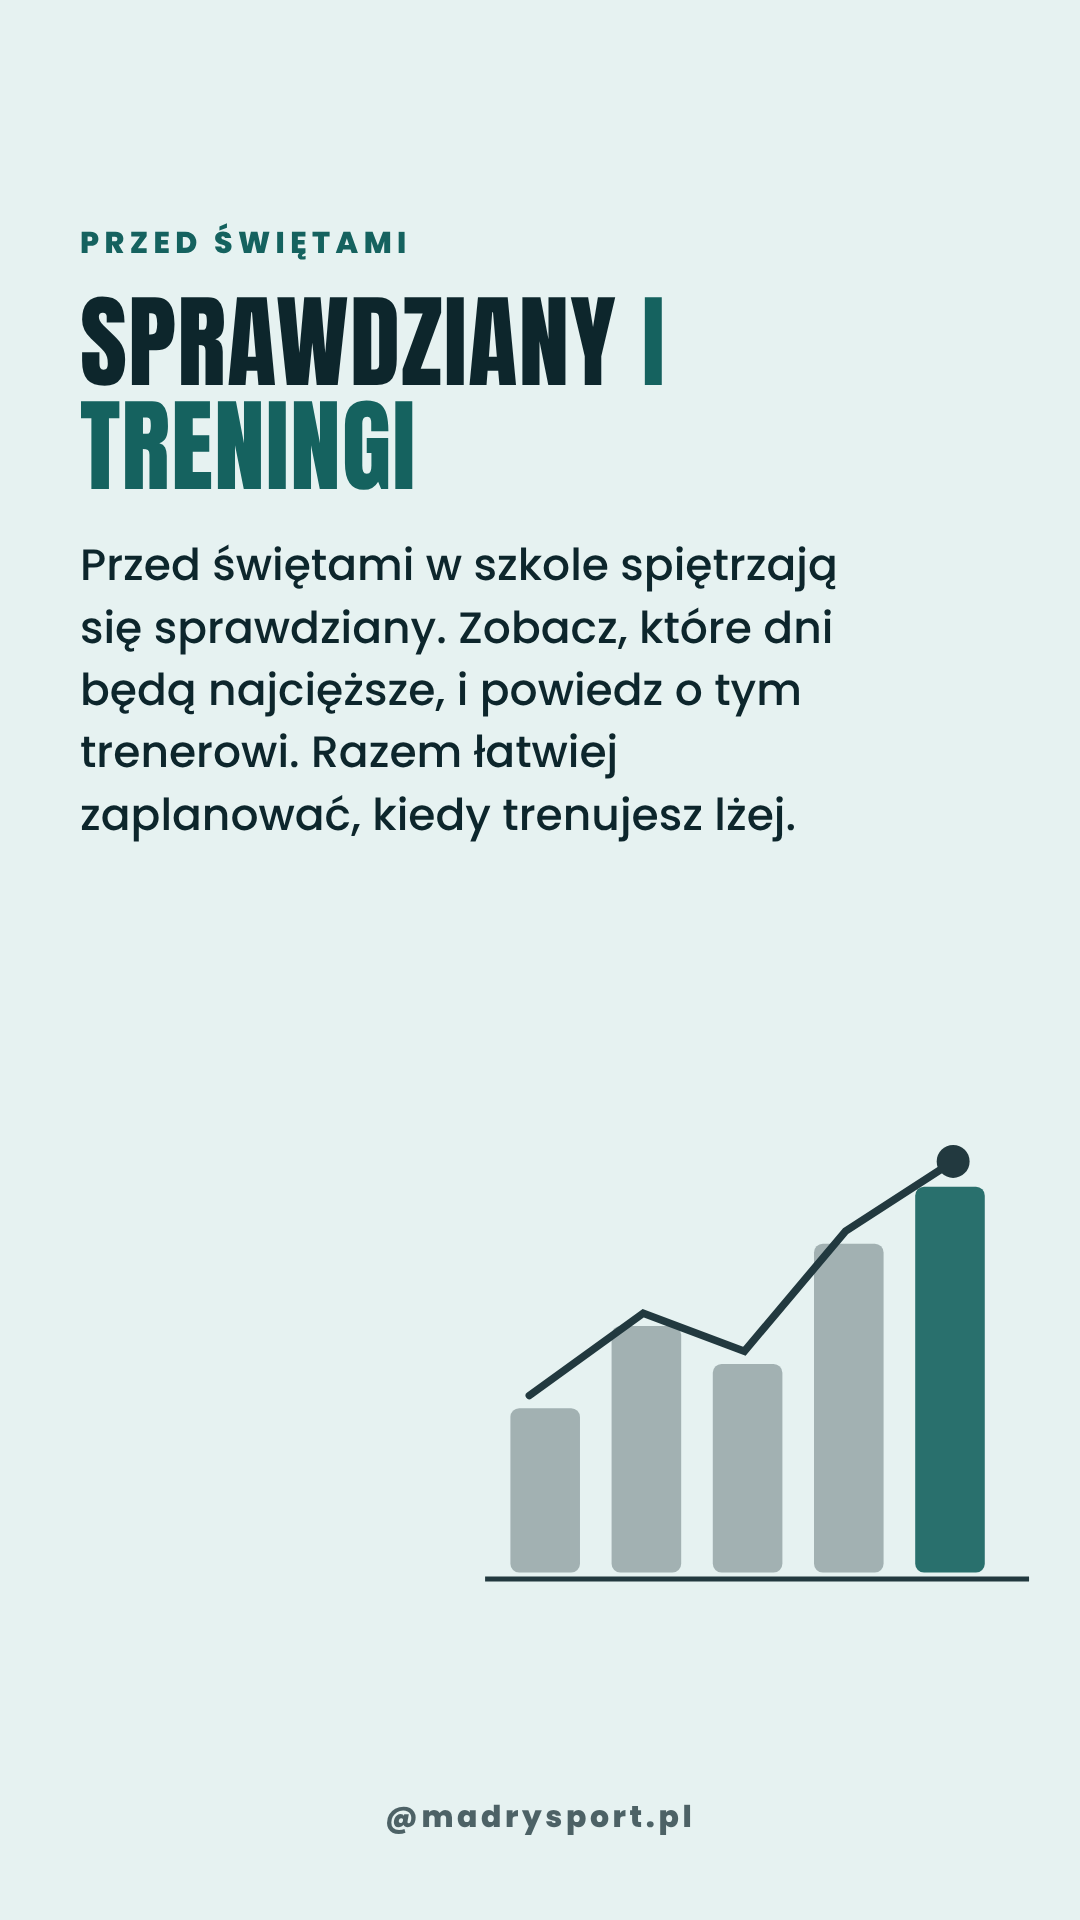 PRZED ŚWIĘTAMI
SPRAWDZIANY I
TRENINGI
Przed świętami w szkole spiętrzają
się sprawdziany. Zobacz, które dni
będą najcięższe, i powiedz o tym
trenerowi. Razem łatwiej
zaplanować, kiedy trenujesz lżej.
@madrysport.pl